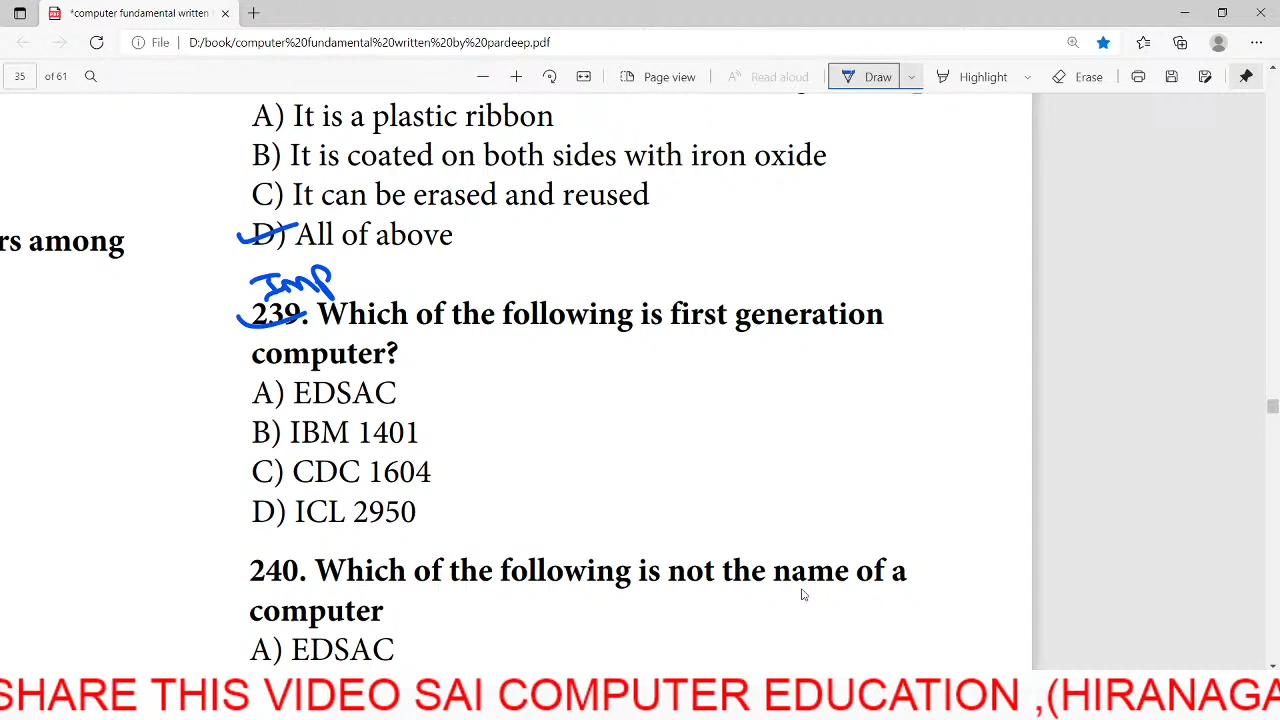 *computer fundamental written
File
D:/book/computer%20fundamental%20written%20by%20pardeep.pdf
35 of 61
Page view
Read aloud
Draw
Highlight
Erase
A) It is a plastic ribbon
B) It is coated on both sides with iron oxide
C) It can be erased and reused
D) All of above
rs among
Imp
239. Which of the following is first generation
computer?
A) EDSAC
B) IBM 1401
C) CDC 1604
D) ICL 2950
240. Which of the following is not the name of a
computer
A) EDSAC
SHARE THIS VIDEO SAI COMPUTER EDUCATION ,(HIRANAGA